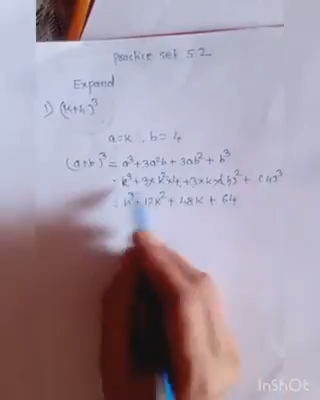 Practice set 5.2
Expand
1) (k+4)³
a=k , b= 4
(a+b)³ = a³+3a²b+3ab²+b³
= k³+3×k²×4+3×k×(4)²+(4)³
= k³+12k²+48k+64
InShOt